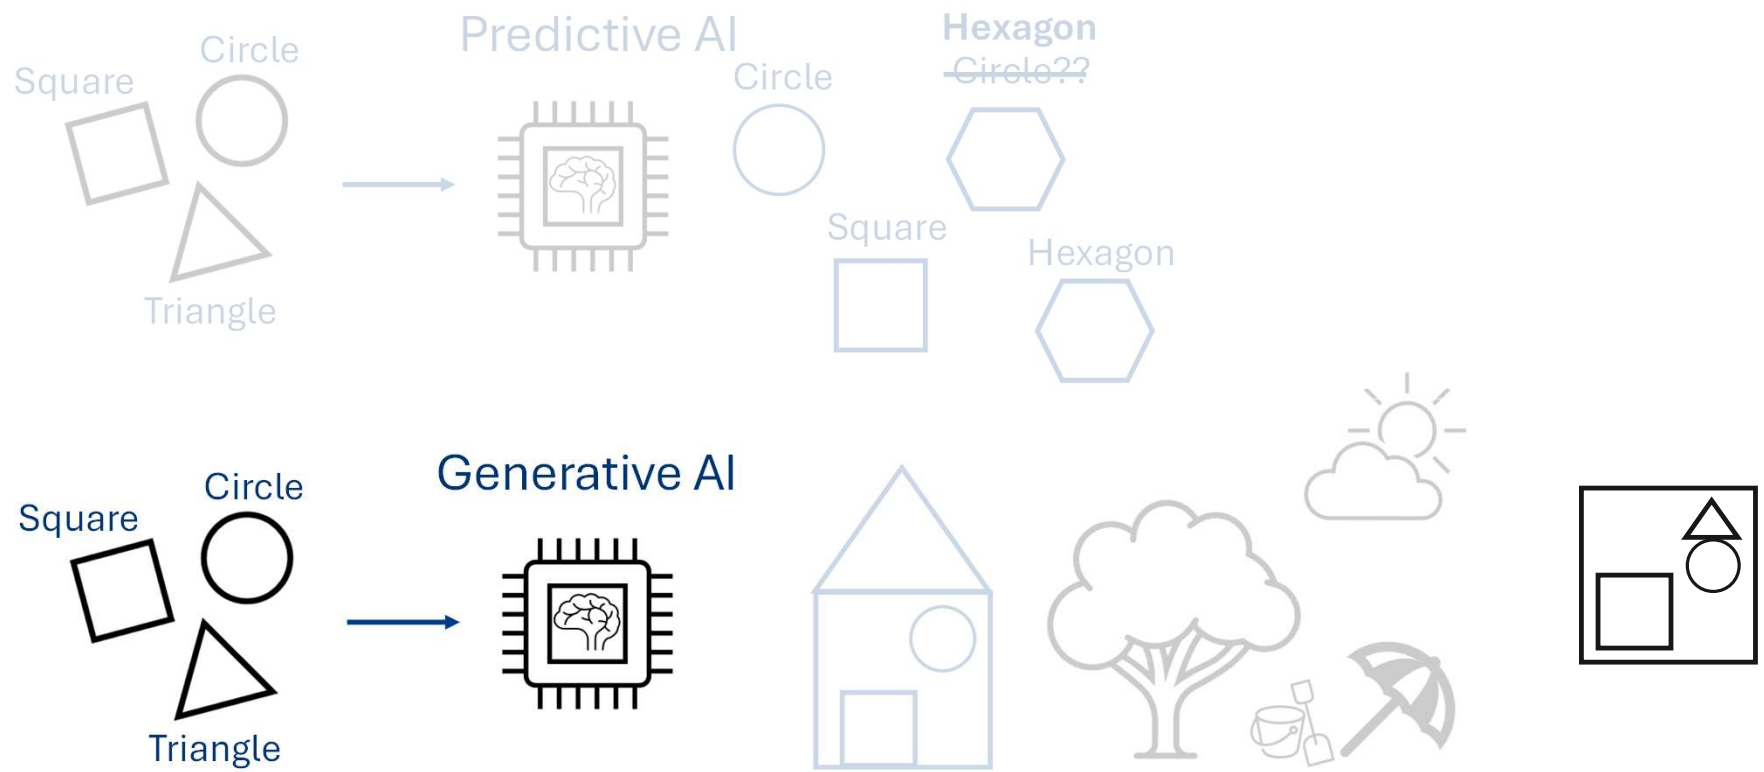 Predictive AI
Circle
Square
Triangle
Circle
Hexagon
Circle??
Square
Hexagon
Generative AI
Circle
Square
Triangle